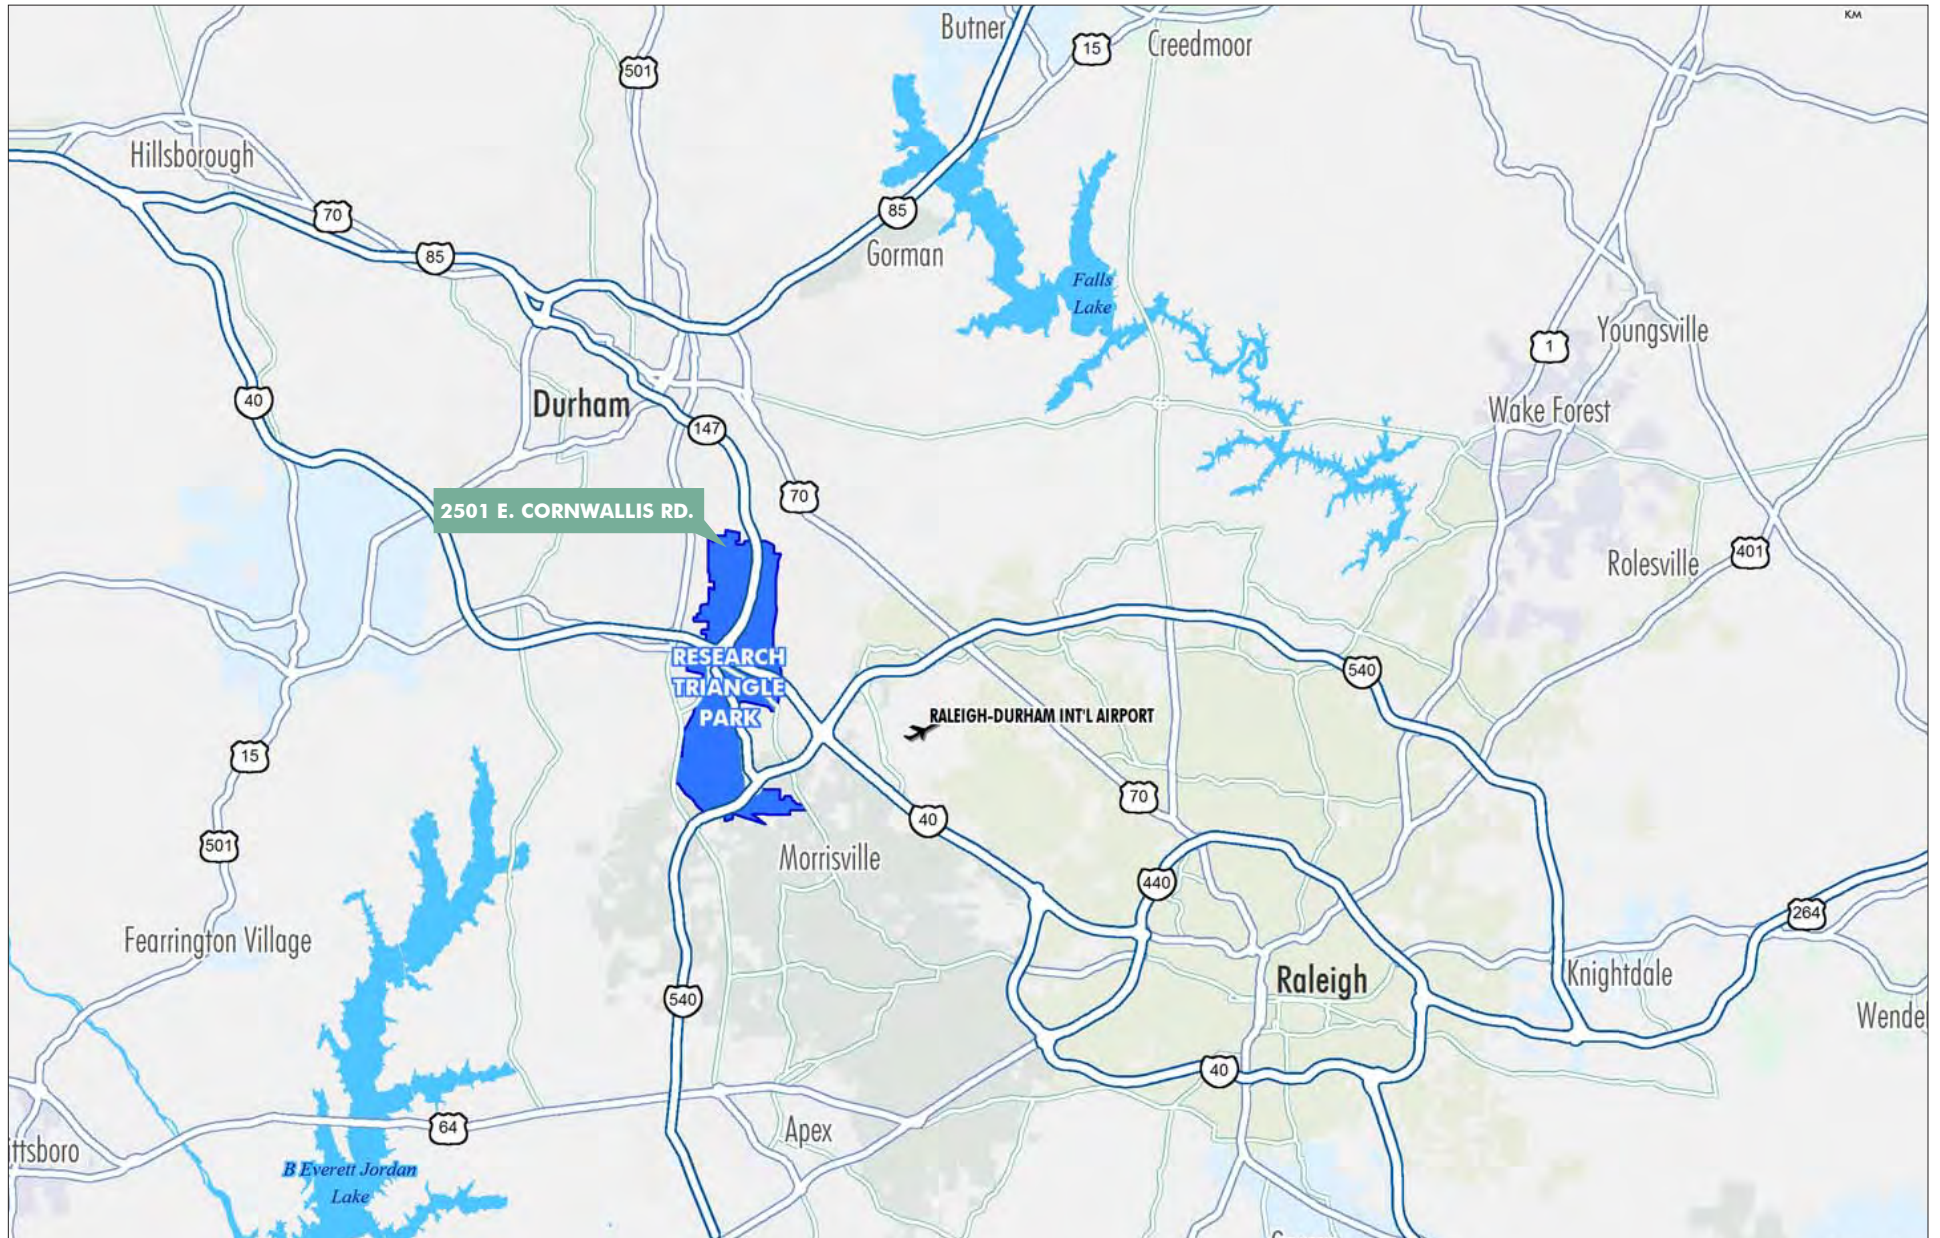 KM
Butner
15
Creedmoor
501
Hillsborough
70
85
85
Gorman
Falls
Lake
1
Youngsville
40
Durham
147
Wake Forest
70
2501 E. CORNWALLIS RD.
401
Rolesville
RESEARCH
TRIANGLE
PARK
540
RALEIGH-DURHAM INT'L AIRPORT
15
70
40
501
Morrisville
440
264
Fearrington Village
Raleigh
Knightdale
540
Wende
40
64
Apex
ittsboro
B Everett Jordan
Lake